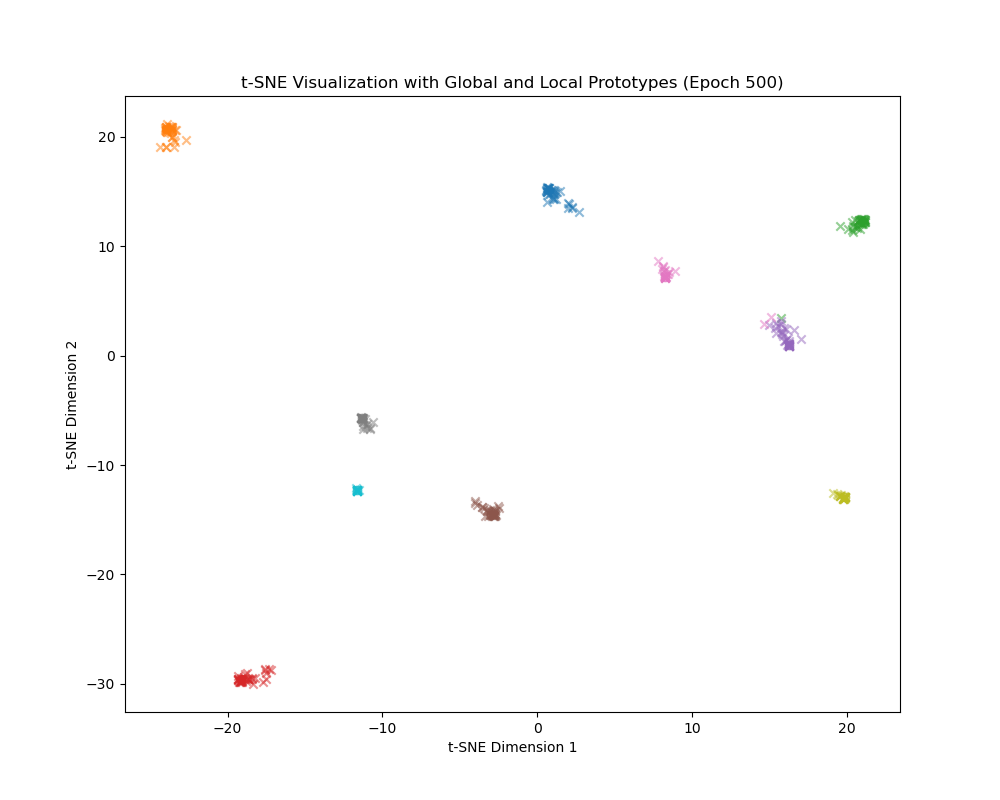 t-SNE Visualization with Global and Local Prototypes (Epoch 500)
20
10
0
−10
−20
−30
t-SNE Dimension 2
−20 −10 0 10 20
t-SNE Dimension 1